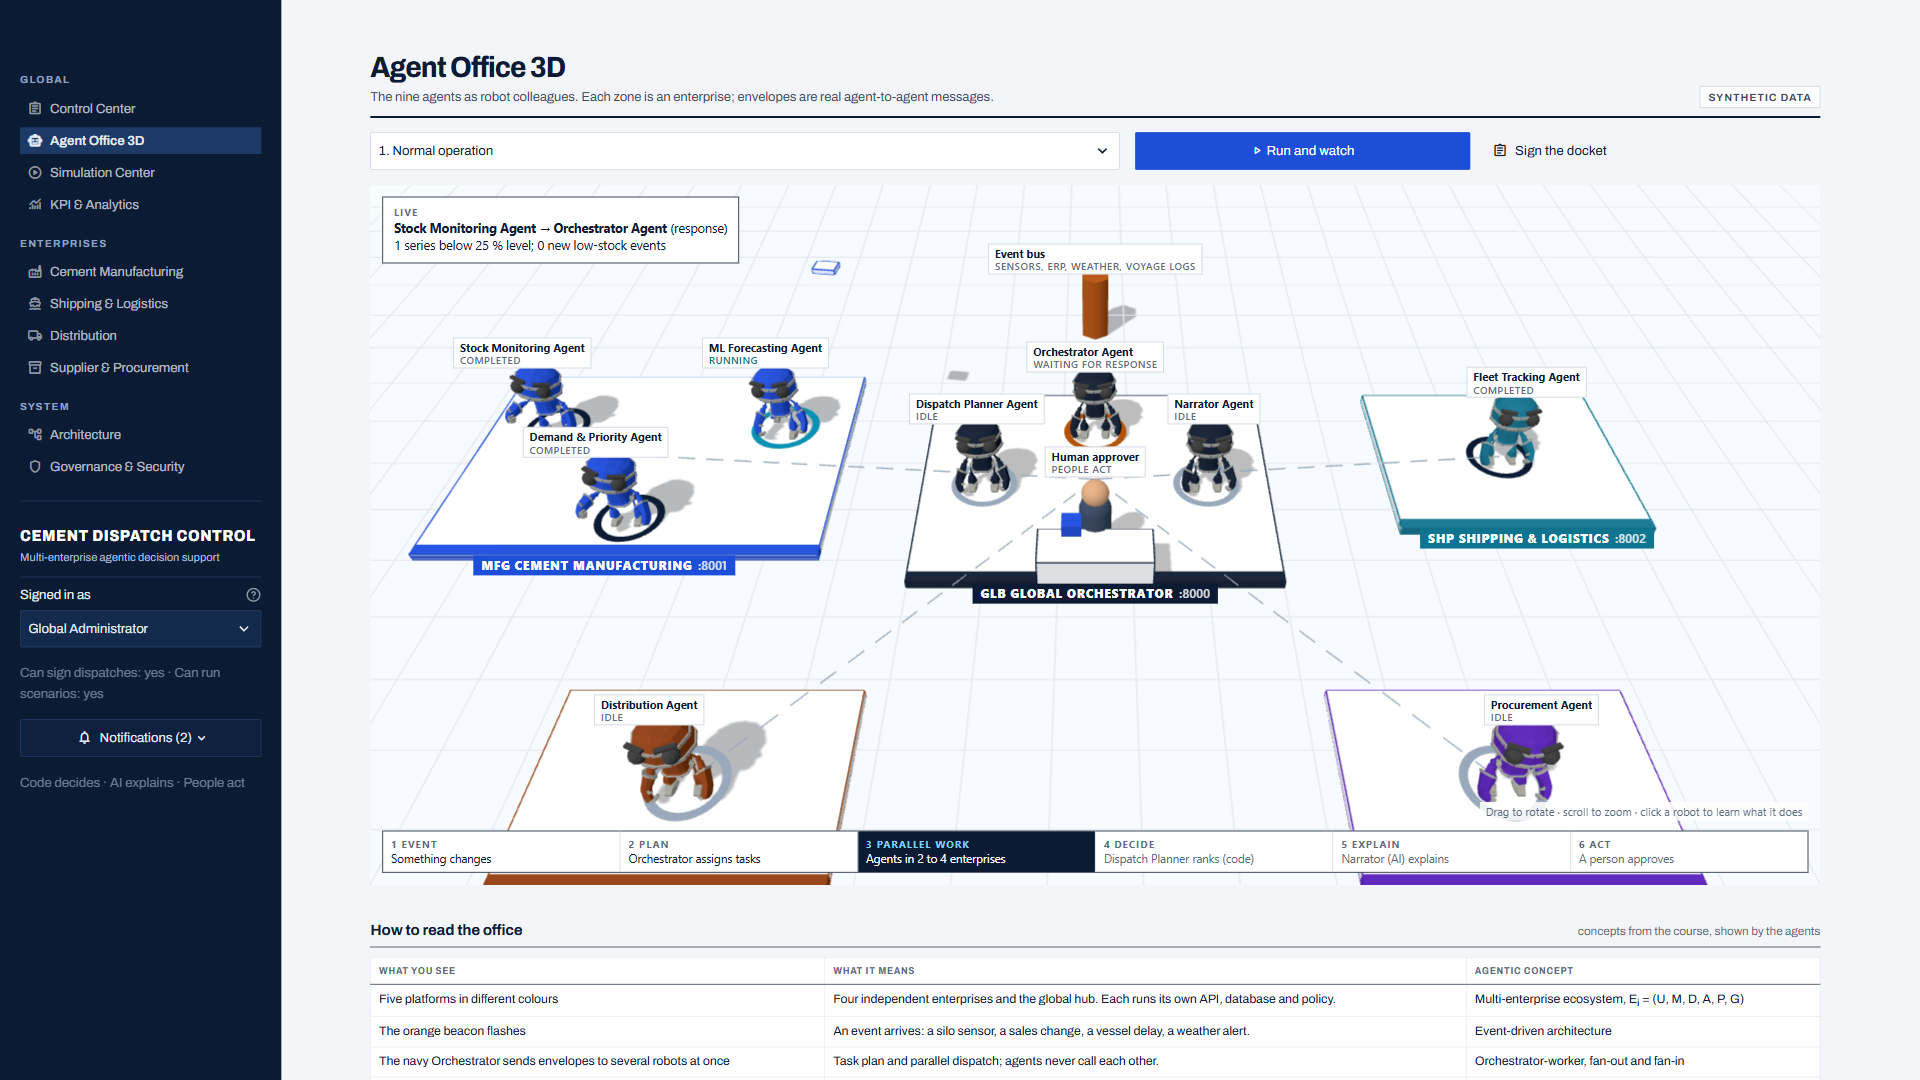 GLOBAL
Control Center
Agent Office 3D
Simulation Center
KPI & Analytics
ENTERPRISES
Cement Manufacturing
Shipping & Logistics
Distribution
Supplier & Procurement
SYSTEM
Architecture
Governance & Security
CEMENT DISPATCH CONTROL
Multi-enterprise agentic decision support
Signed in as
Global Administrator
Can sign dispatches: yes · Can run
scenarios: yes
Notifications (2)
Code decides · AI explains · People act
Agent Office 3D
The nine agents as robot colleagues. Each zone is an enterprise; envelopes are real agent-to-agent messages.
SYNTHETIC DATA
1. Normal operation
Run and watch
Sign the docket
LIVE
Stock Monitoring Agent → Orchestrator Agent (response)
1 series below 25 % level; 0 new low-stock events
Event bus
SENSORS, ERP, WEATHER, VOYAGE LOGS
Stock Monitoring Agent
COMPLETED
ML Forecasting Agent
RUNNING
Orchestrator Agent
WAITING FOR RESPONSE
Fleet Tracking Agent
COMPLETED
Dispatch Planner Agent
IDLE
Narrator Agent
IDLE
Demand & Priority Agent
COMPLETED
Human approver
PEOPLE ACT
MFG CEMENT MANUFACTURING :8001
SHP SHIPPING & LOGISTICS :8002
GLB GLOBAL ORCHESTRATOR :8000
Distribution Agent
IDLE
Procurement Agent
IDLE
Drag to rotate · scroll to zoom · click a robot to learn what it does
1 EVENT
Something changes
2 PLAN
Orchestrator assigns tasks
3 PARALLEL WORK
Agents in 2 to 4 enterprises
4 DECIDE
Dispatch Planner ranks (code)
5 EXPLAIN
Narrator (AI) explains
6 ACT
A person approves
How to read the office
concepts from the course, shown by the agents
WHAT YOU SEE
WHAT IT MEANS
AGENTIC CONCEPT
Five platforms in different colours
Four independent enterprises and the global hub. Each runs its own API, database and policy.
Multi-enterprise ecosystem, Ei = (U, M, D, A, P, G)
The orange beacon flashes
An event arrives: a silo sensor, a sales change, a vessel delay, a weather alert.
Event-driven architecture
The navy Orchestrator sends envelopes to several robots at once
Task plan and parallel dispatch; agents never call each other.
Orchestrator-worker, fan-out and fan-in